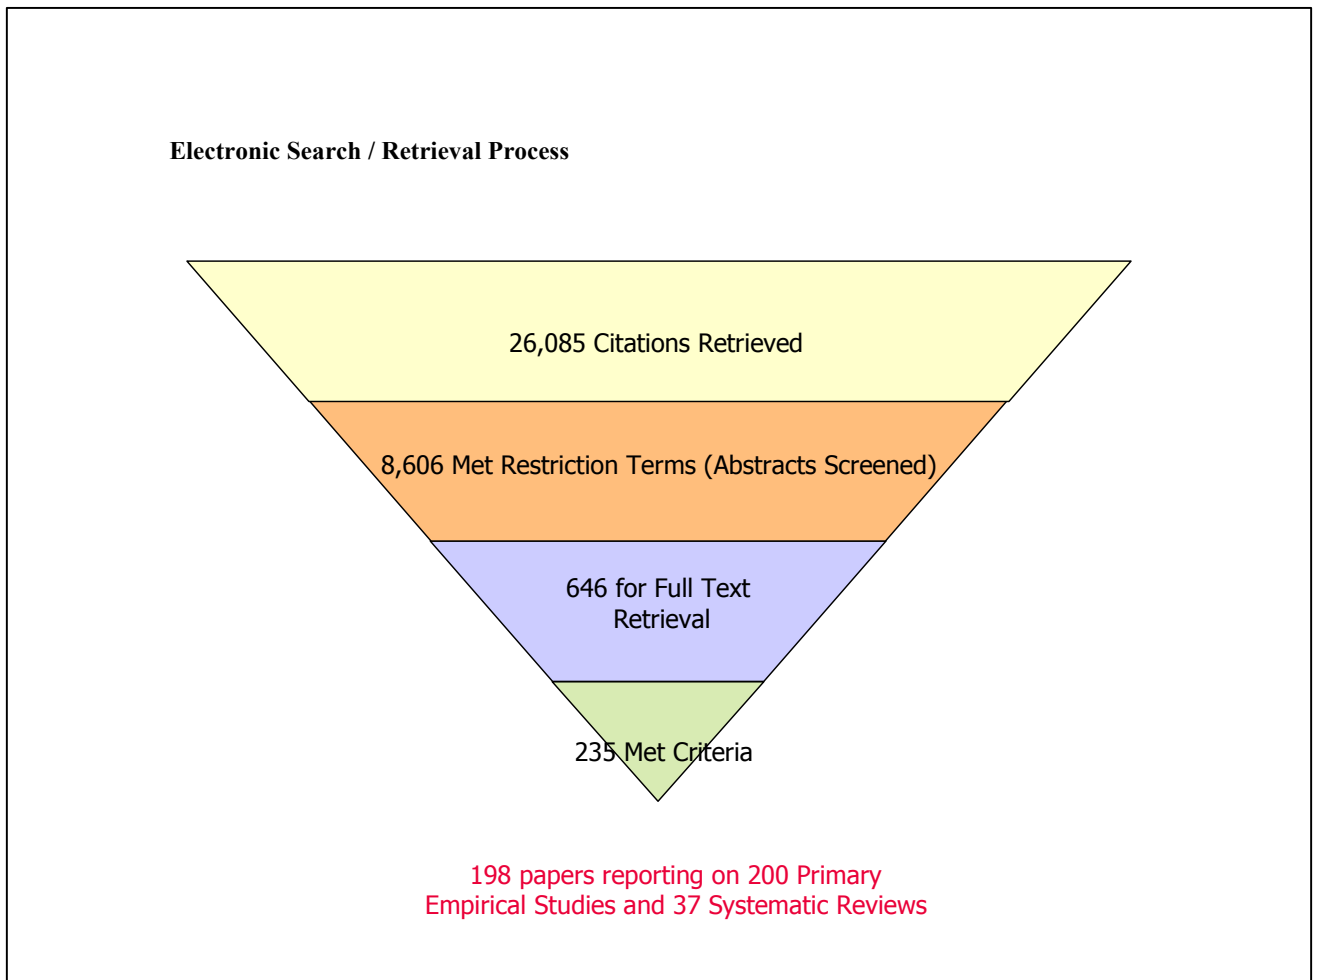 Electronic Search / Retrieval Process
26,085 Citations Retrieved
8,606 Met Restriction Terms (Abstracts Screened)
646 for Full Text
Retrieval
235 Met Criteria
198 papers reporting on 200 Primary
Empirical Studies and 37 Systematic Reviews